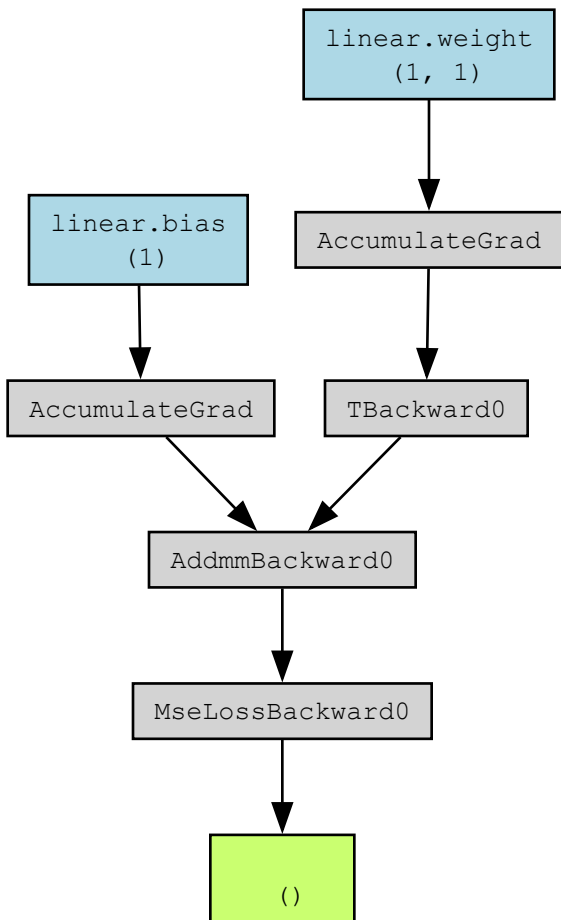 linear.weight
(1, 1)
linear.bias
(1)
AccumulateGrad
AccumulateGrad
TBackward0
AddmmBackward0
MseLossBackward0
()